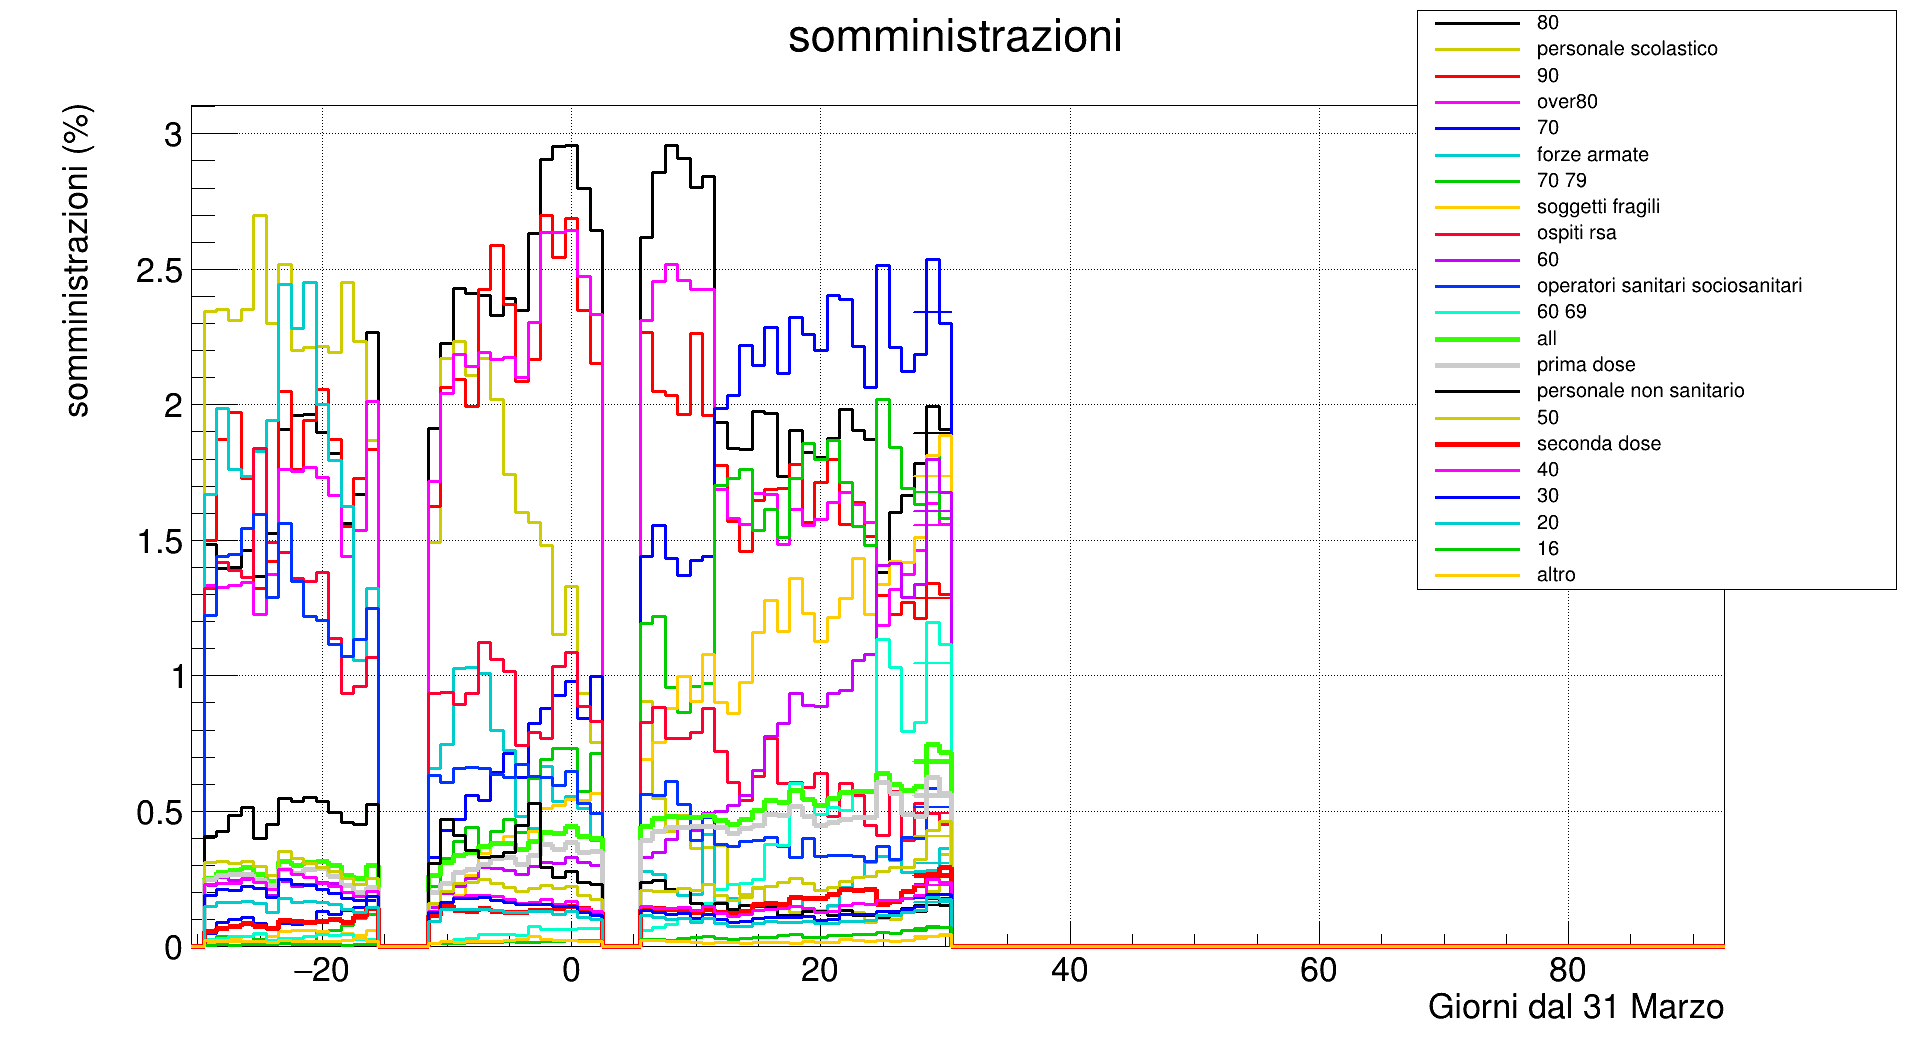 somministrazioni
80
personale scolastico
90
over80
70
forze armate
70 79
soggetti fragili
ospiti rsa
60
operatori sanitari sociosanitari
60 69
all
prima dose
personale non sanitario
50
seconda dose
40
30
20
16
altro
somministrazioni (%)
3
2.5
2
1.5
1
0.5
0
−20
0
20
40
60
80
Giorni dal 31 Marzo